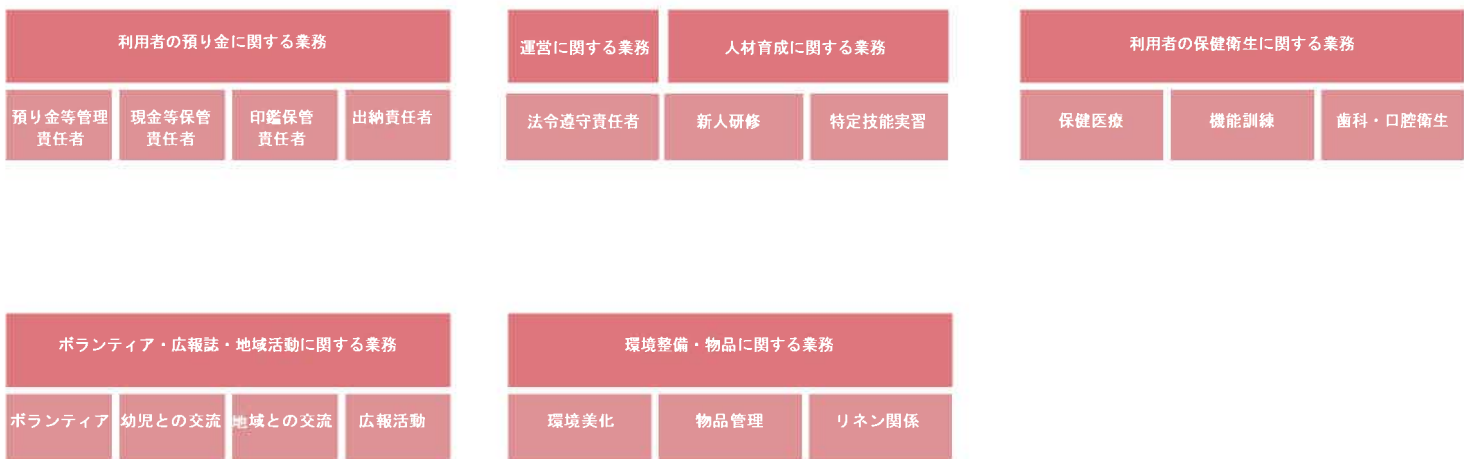 利用者の預り金に関する業務
預り金等管理
責任者
現金等保管
責任者
印鑑保管
責任者
出納責任者
運営に関する業務
人材育成に関する業務
法令遵守責任者
新人研修
特定技能実習
利用者の保健衛生に関する業務
保健医療
機能訓練
歯科・口腔衛生
ボランティア・広報誌・地域活動に関する業務
ボランティア
幼児との交流
地域との交流
広報活動
環境整備・物品に関する業務
環境美化
物品管理
リネン関係